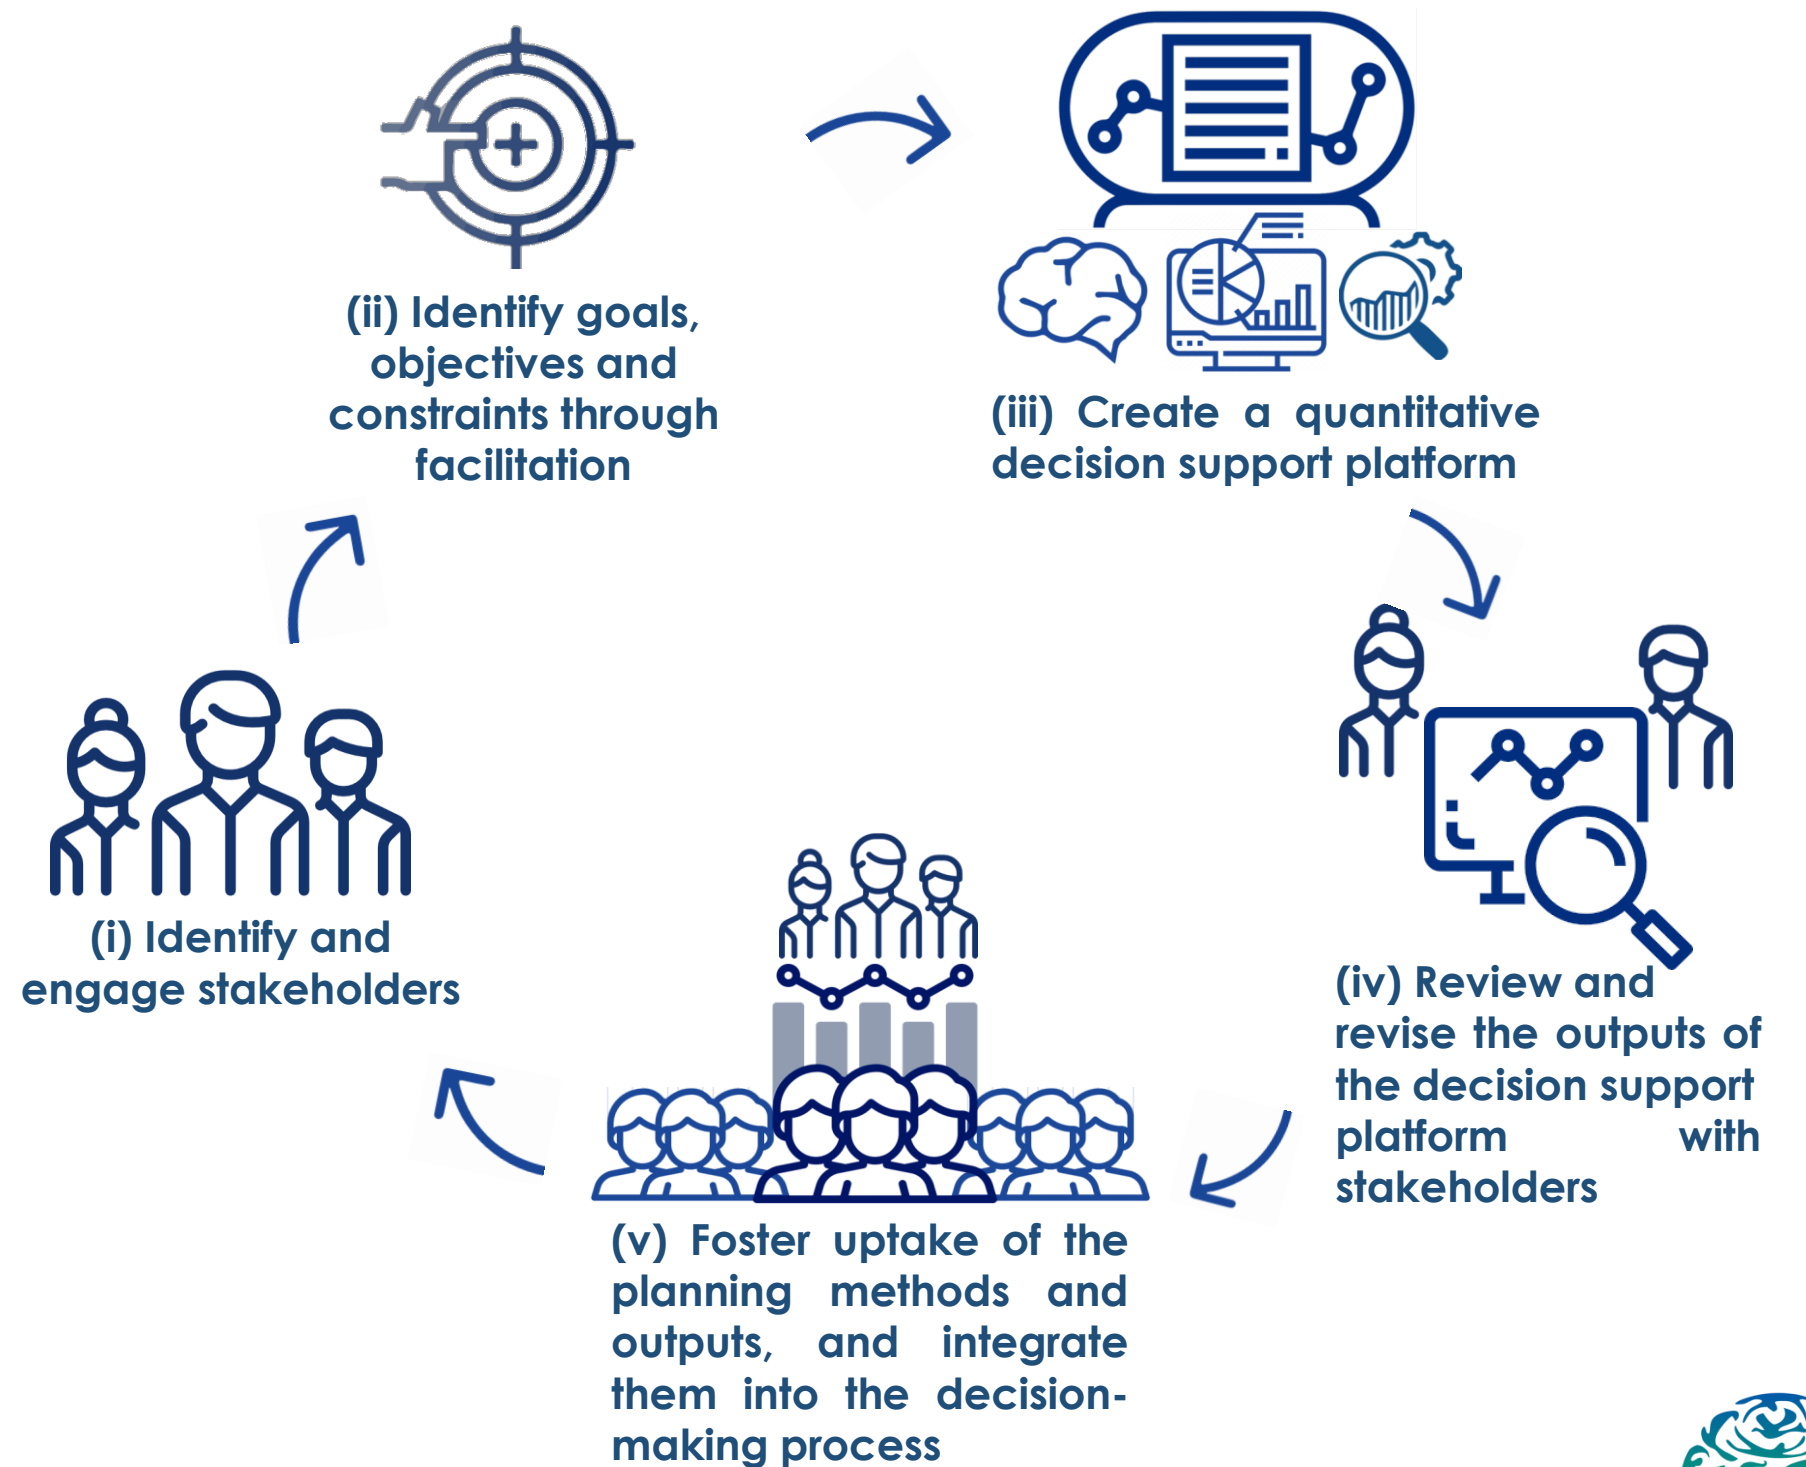 (i) Identify and
engage stakeholders
(ii) Identify goals,
objectives and
constraints through
facilitation
(iii) Create a quantitative
decision support platform
(iv) Review and
revise the outputs of
the decision support
platform with
stakeholders
(v) Foster uptake of the
planning methods and
outputs, and integrate
them into the decision-
making process